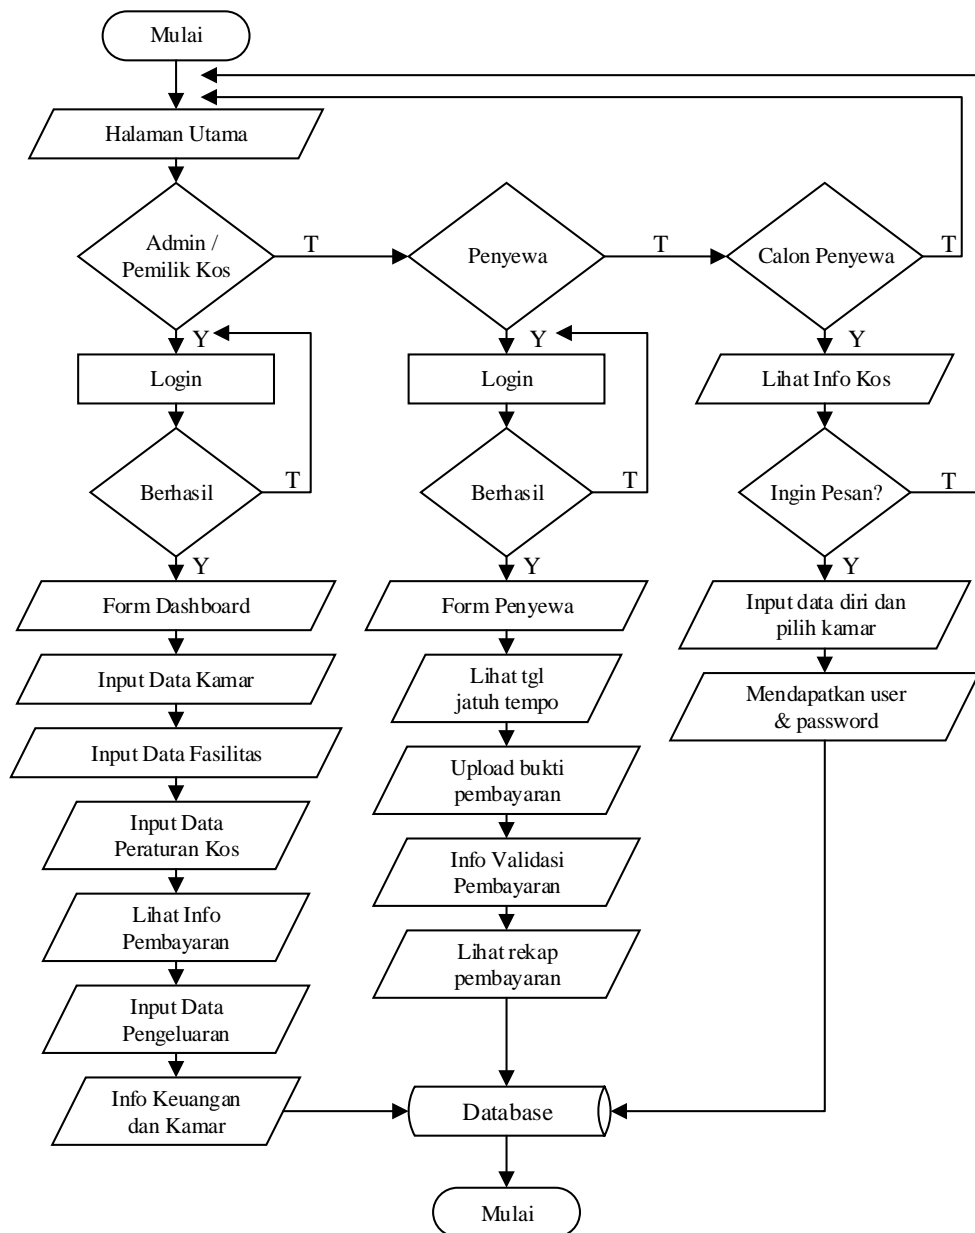 Mulai
Halaman Utama
Admin /
Pemilik Kos
T
Penyewa
T
Calon Penyewa
T
Y
Y
Y
Login
Login
Lihat Info Kos
Berhasil
T
Berhasil
T
Ingin Pesan?
T
Y
Y
Y
Form Dashboard
Form Penyewa
Input data diri dan
pilih kamar
Input Data Kamar
Lihat tgl
jatuh tempo
Mendapatkan user
& password
Input Data Fasilitas
Upload bukti
pembayaran
Input Data
Peraturan Kos
Info Validasi
Pembayaran
Lihat Info
Pembayaran
Lihat rekap
pembayaran
Input Data
Pengeluaran
Info Keuangan
dan Kamar
Database
Mulai